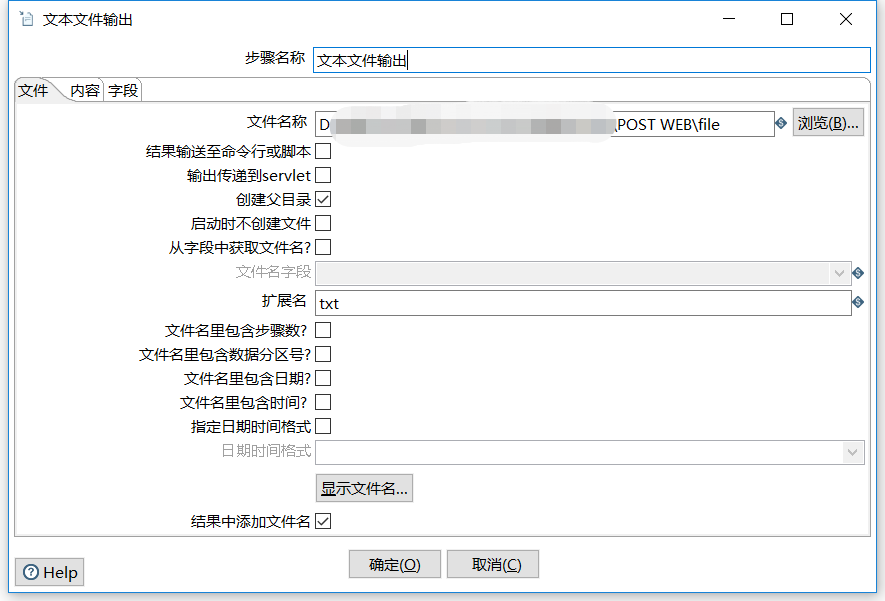 文本文件输出
步骤名称 文本文件输出
文件 内容 字段
文件名称 D \POST WEB\file 浏览(B)...
结果输送至命令行或脚本
输出传递到servlet
创建父目录
启动时不创建文件
从字段中获取文件名?
文件名字段
扩展名 txt
文件名里包含步骤数?
文件名里包含数据分区号?
文件名里包含日期?
文件名里包含时间?
指定日期时间格式
日期时间格式
显示文件名...
结果中添加文件名
Help 确定(O) 取消(C)